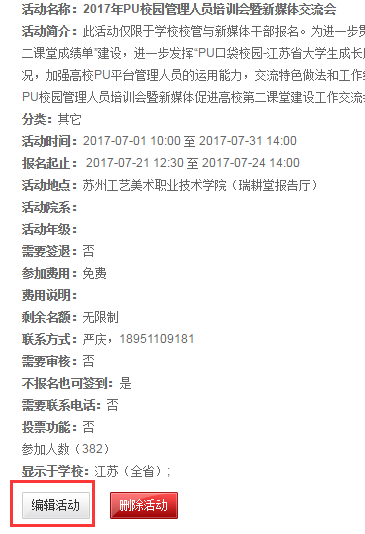 活动名称：2017年PU校园管理人员培训会暨新媒体交流会
活动简介：此活动仅限于学校校管与新媒体干部报名。为进一步
二课堂成绩单"建设，进一步发挥"PU口袋校园-江苏省大学生成长
况，加强高校PU平台管理人员的运用能力，交流特色做法和工作
PU校园管理人员培训会暨新媒体促进高校第二课堂建设工作交流
分类：其它
活动时间：2017-07-01 10:00 至 2017-07-31 14:00
报名起止： 2017-07-21 12:30 至 2017-07-24 14:00
活动地点：苏州工艺美术职业技术学院（瑞耕堂报告厅）
活动院系：
活动年级：
需要签退：否
参加费用：免费
费用说明：
剩余名额：无限制
联系方式：严庆，18951109181
需要审核：否
不报名也可签到：是
需要联系电话：否
投票功能：否
参加人数（382）
显示于学校：江苏（全省）;
编辑活动 删除活动